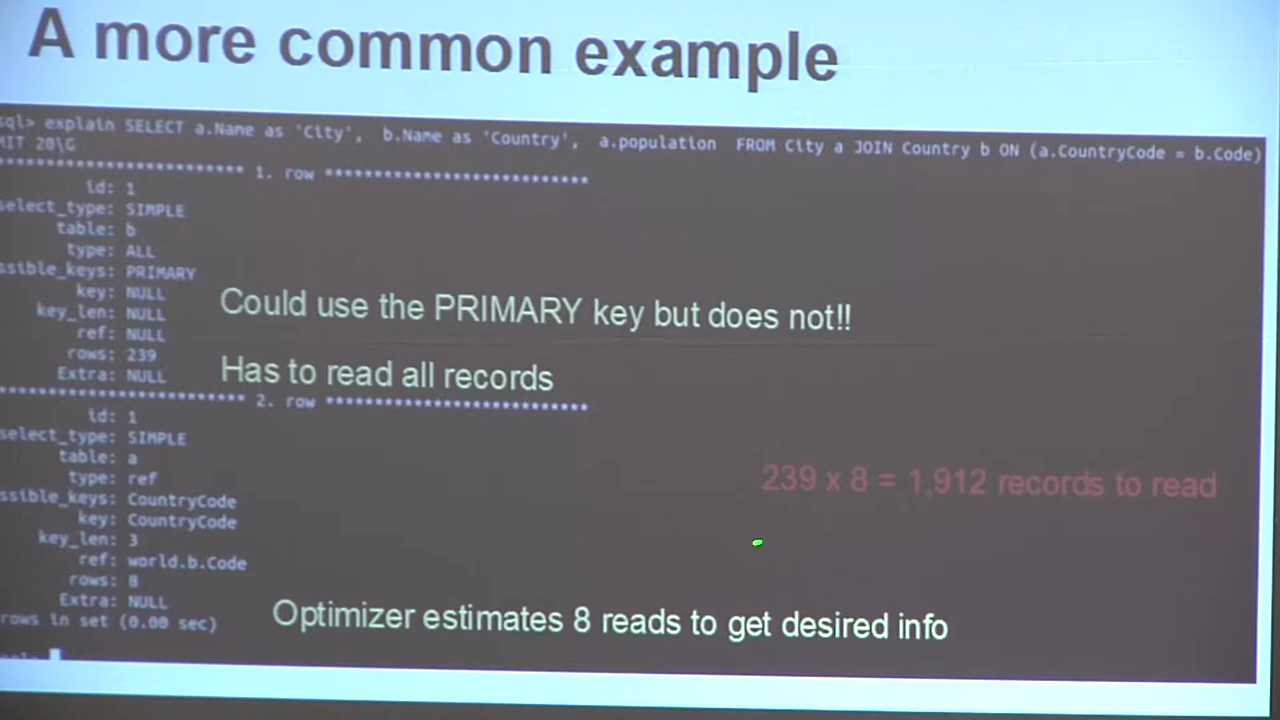 A more common example
sql> explain SELECT a.Name as 'City', b.Name as 'Country', a.population FROM City a JOIN Country b ON (a.CountryCode = b.Code)
MIT 20\G
*************************** 1. row ***************************
id: 1
select_type: SIMPLE
table: b
type: ALL
ssible_keys: PRIMARY
key: NULL
Could use the PRIMARY key but does not!!
key_len: NULL
ref: NULL
rows: 239
Has to read all records
Extra: NULL
*************************** 2. row ***************************
id: 1
select_type: SIMPLE
table: a
type: ref
239 x 8 = 1,912 records to read
ssible_keys: CountryCode
key: CountryCode
key_len: 3
ref: world.b.Code
rows: 8
Extra: NULL
Optimizer estimates 8 reads to get desired info
rows in set (0.00 sec)